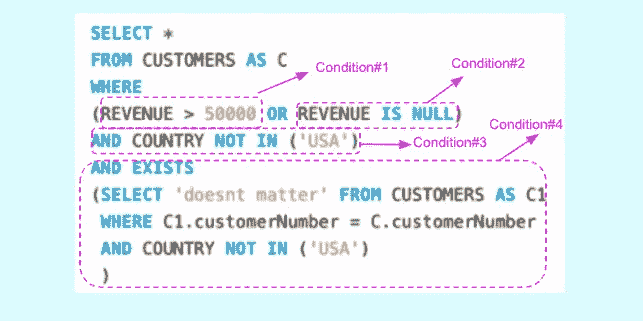 SELECT *
FROM CUSTOMERS AS C
WHERE
Condition#1
Condition#2
(REVENUE > 50000 OR REVENUE IS NULL)
Condition#4
AND COUNTRY NOT IN ('USA')
Condition#3
AND EXISTS
(SELECT 'doesnt matter' FROM CUSTOMERS AS C1
WHERE C1.customerNumber = C.customerNumber
AND COUNTRY NOT IN ('USA')
)